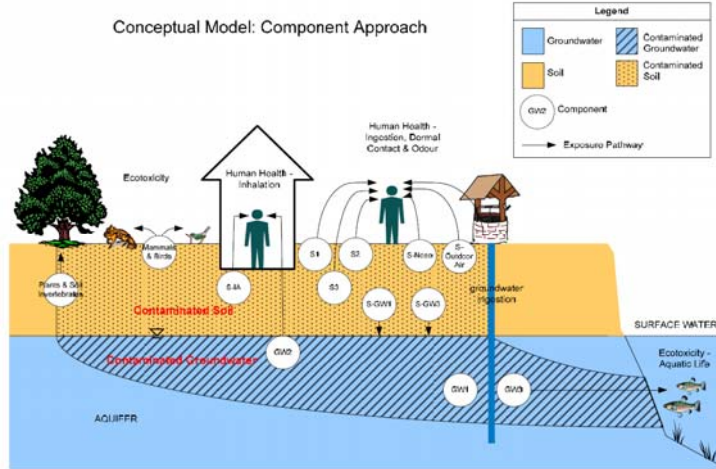 Conceptual Model: Component Approach
Legend
Groundwater
Contaminated
Groundwater
Soil
Contaminated
Soil
GW2
Component
Exposure Pathway
Human Health -
Ingestion, Dermal
Contact & Odour
Ecotoxicity
Human Health -
Inhalation
Mammals
& Birds
S1
S2
S-Nose
S-
Outdoor
Air
Plants & Soil
Invertebrates
S-IA
S3
groundwater
ingestion
S-GW1
S-GW3
Contaminated Soil
SURFACE WATER
Contaminated Groundwater
GW2
Ecotoxicity -
Aquatic Life
GW1
GW3
AQUIFER